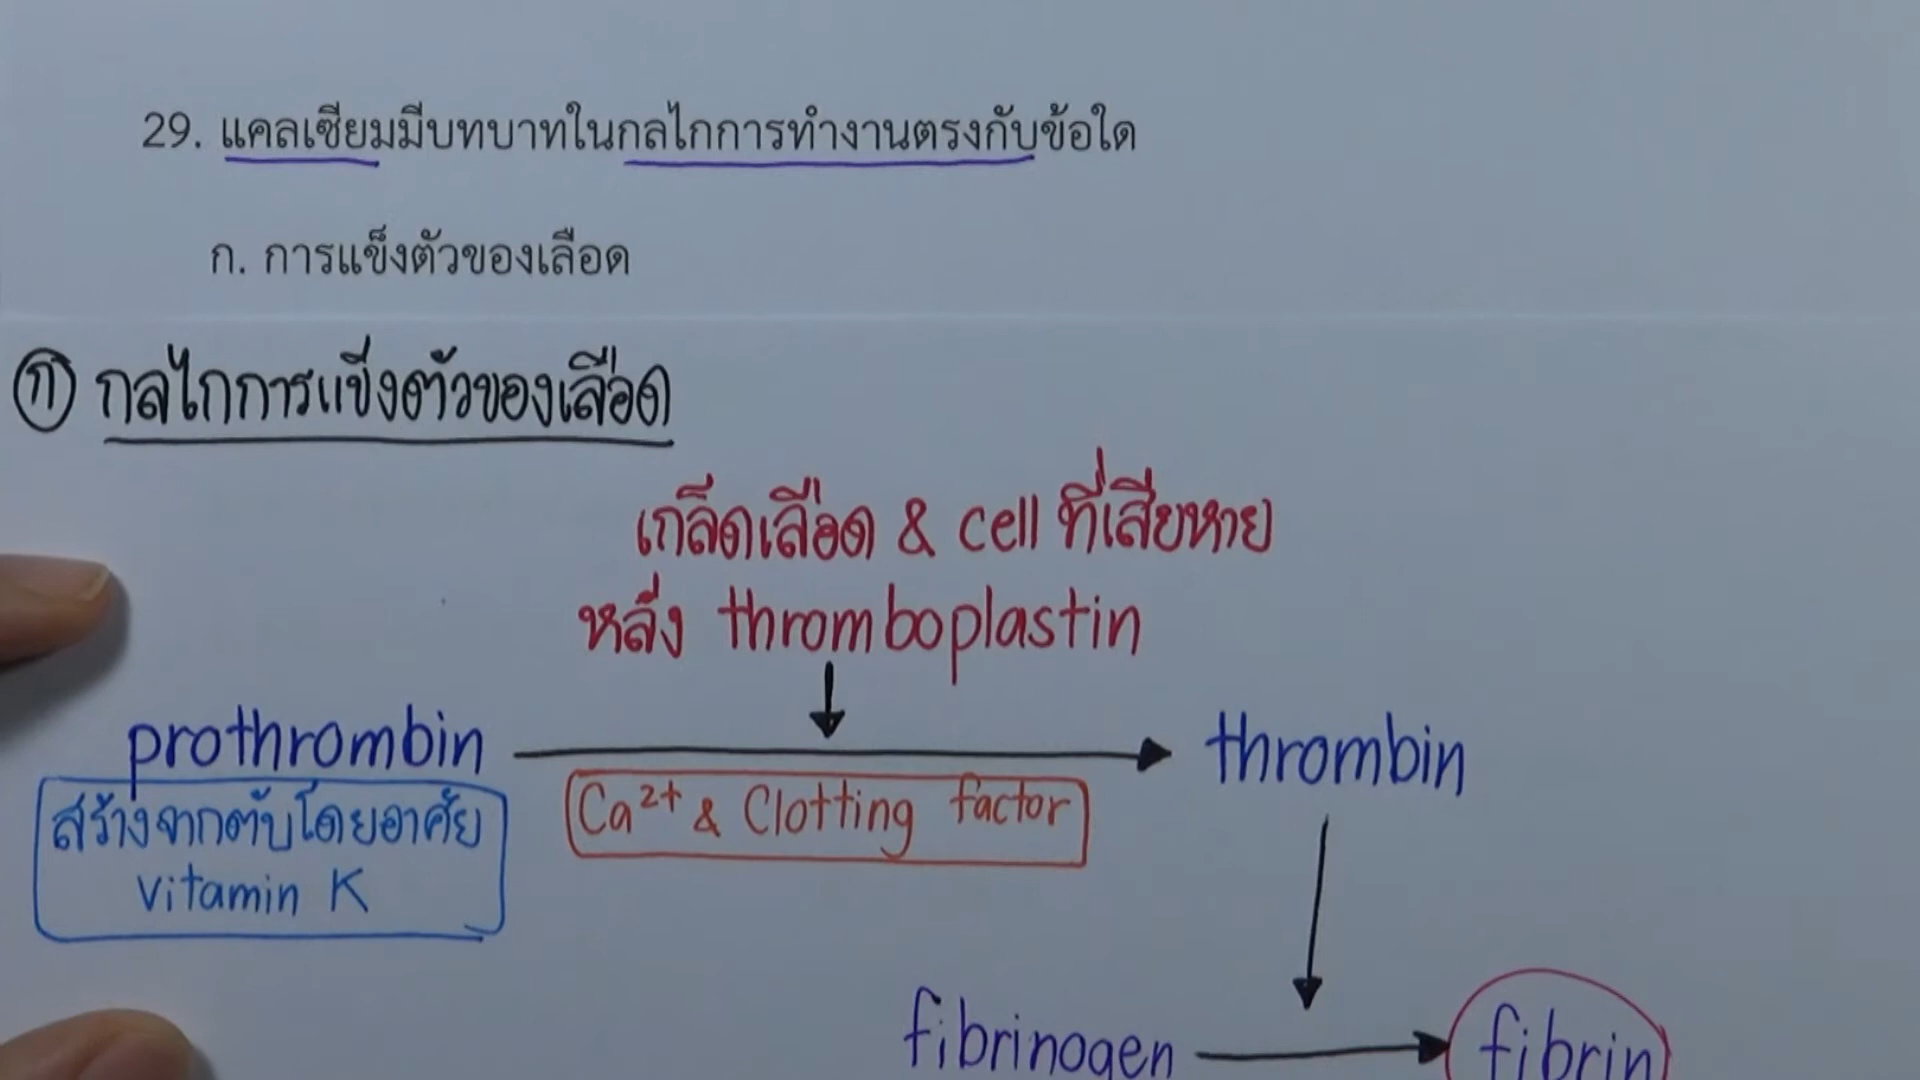 29. แคลเซียมมีบทบาทในกลไกการทำงานตรงกับข้อใด
ก. การแข็งตัวของเลือด
ก กลไกการแข็งตัวของเลือด
เกล็ดเลือด & cell ที่เสียหาย
หลั่ง thromboplastin
prothrombin
thrombin
Ca²⁺ & Clotting factor
สร้างจากตับโดยอาศัย
vitamin K
fibrinogen
fibrin